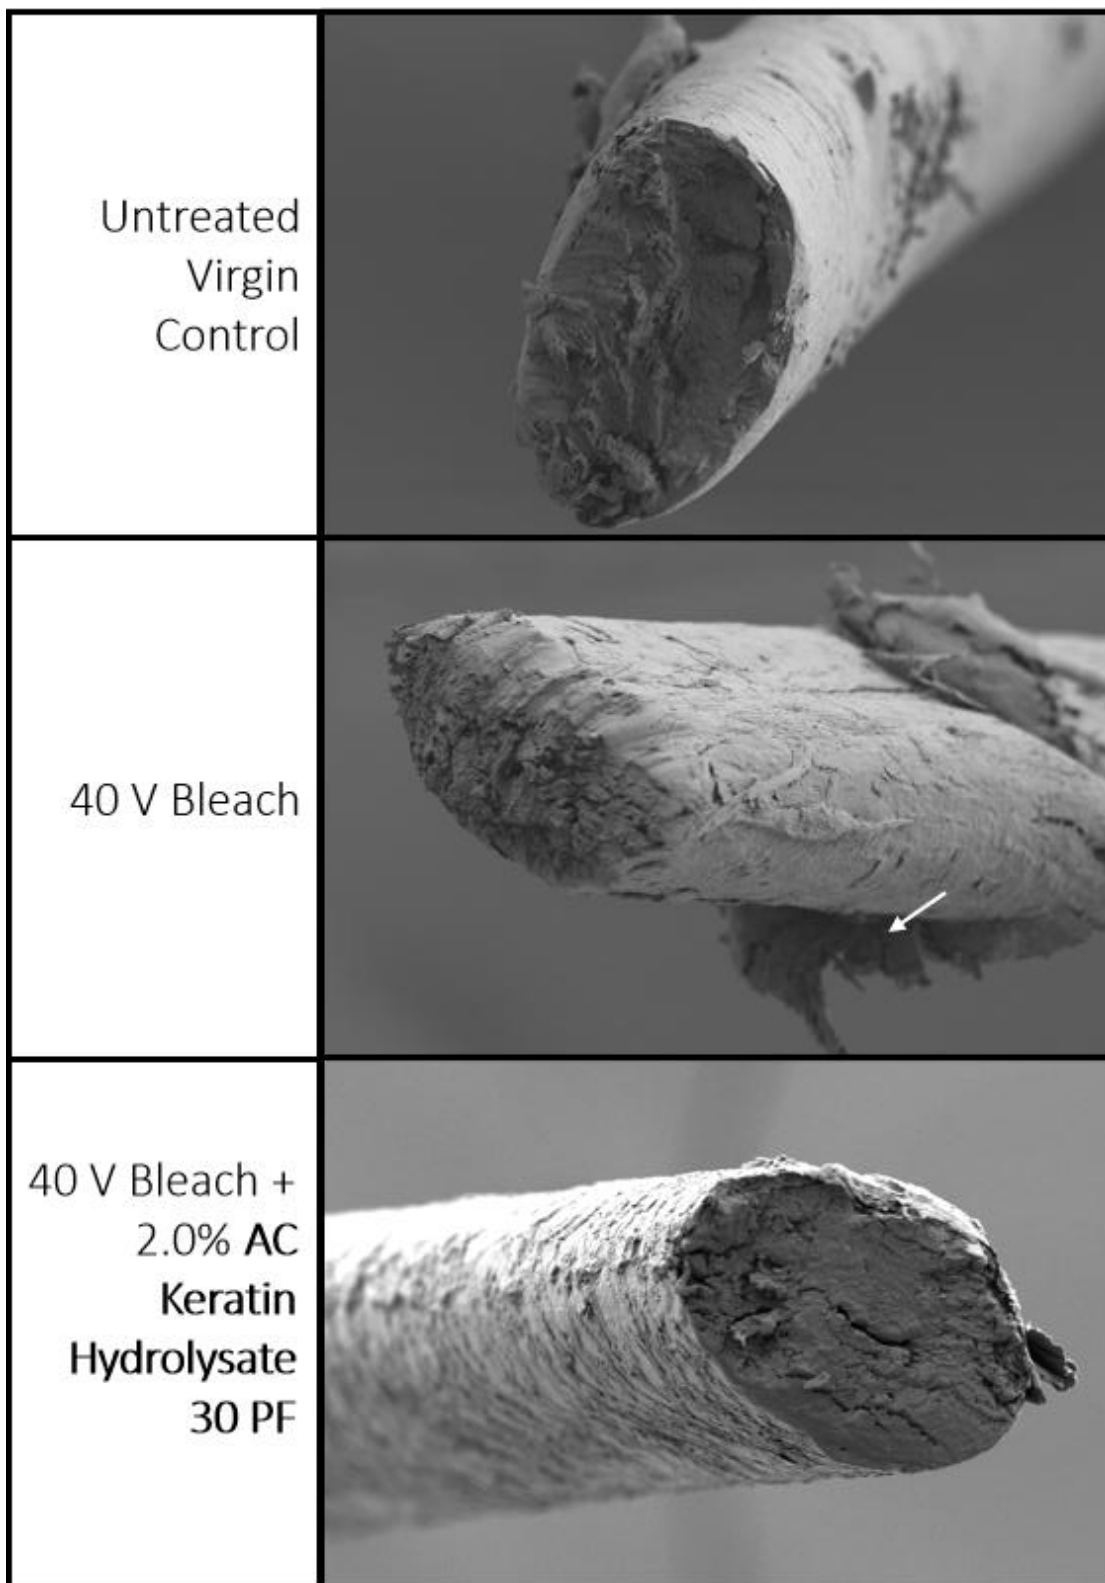 Untreated
Virgin
Control
40 V Bleach
40 V Bleach +
2.0% AC
Keratin
Hydrolysate
30 PF